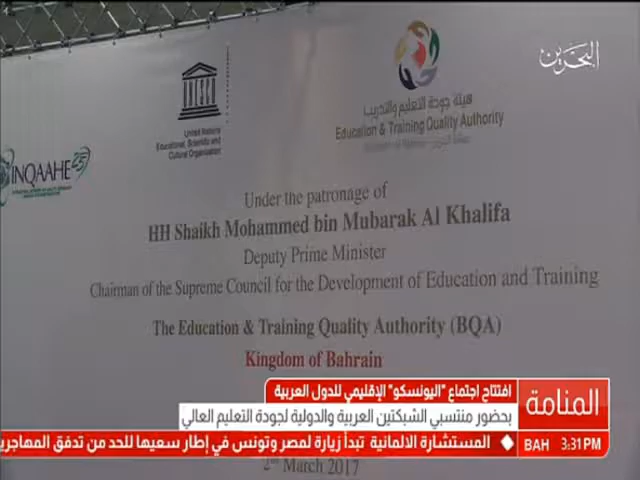 البحرين
UNESCO
United Nations
Educational, Scientific and
Cultural Organization
هيئة جودة التعليم والتدريب
Education & Training Quality Authority
INQAAHE 25
Under the patronage of
HH Shaikh Mohammed bin Mubarak Al Khalifa
Deputy Prime Minister
Chairman of the Supreme Council for the Development of Education and Training
The Education & Training Quality Authority (BQA)
Kingdom of Bahrain
افتتاح اجتماع "اليونسكو" الإقليمي للدول العربية
المنامة
بحضور منتسبي الشبكتين العربية والدولية لجودة التعليم العالي
BAH 3:31PM
المستشارة الالمانية تبدأ زيارة لمصر وتونس في إطار سعيها للحد من تدفق المهاجري
2nd March 2017